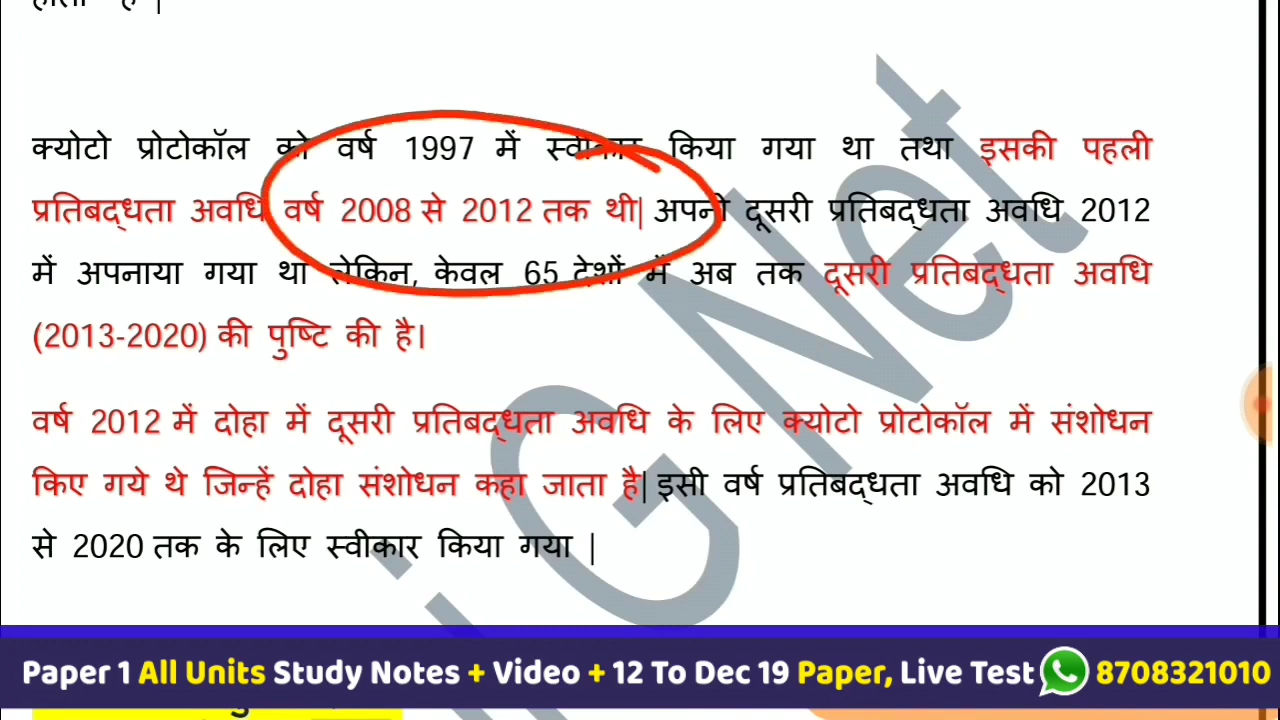 क्योटो प्रोटोकॉल को वर्ष 1997 में स्वीकार किया गया था तथा इसकी पहली
प्रतिबद्धता अवधि वर्ष 2008 से 2012 तक थी| अपनी दूसरी प्रतिबद्धता अवधि 2012
में अपनाया गया था लेकिन, केवल 65 देशों में अब तक दूसरी प्रतिबद्धता अवधि
(2013-2020) की पुष्टि की है।
वर्ष 2012 में दोहा में दूसरी प्रतिबद्धता अवधि के लिए क्योटो प्रोटोकॉल में संशोधन
किए गये थे जिन्हें दोहा संशोधन कहा जाता है| इसी वर्ष प्रतिबद्धता अवधि को 2013
से 2020 तक के लिए स्वीकार किया गया |
G Net
Paper 1 All Units Study Notes + Video + 12 To Dec 19 Paper, Live Test 8708321010